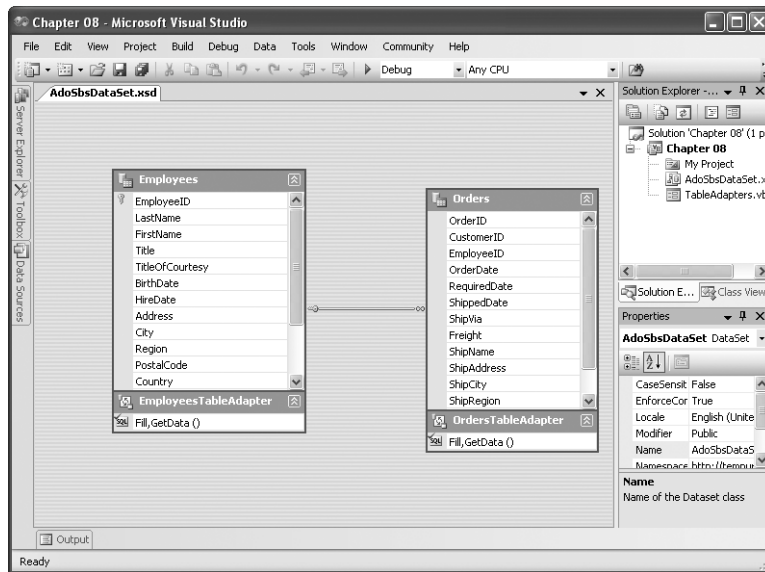 Chapter 08 - Microsoft Visual Studio
File Edit View Project Build Debug Data Tools Window Community Help
Debug Any CPU
Server Explorer
Toolbox
Data Sources
AdoSbsDataSet.xsd
Employees
EmployeeID
LastName
FirstName
Title
TitleOfCourtesy
BirthDate
HireDate
Address
City
Region
PostalCode
Country
EmployeesTableAdapter
SQL Fill,GetData ()
Orders
OrderID
CustomerID
EmployeeID
OrderDate
RequiredDate
ShippedDate
ShipVia
Freight
ShipName
ShipAddress
ShipCity
ShipRegion
OrdersTableAdapter
SQL Fill,GetData ()
Solution Explorer -...
Solution 'Chapter 08' (1 p
Chapter 08
My Project
AdoSbsDataSet.x
TableAdapters.vb
Solution E... Class View
Properties
AdoSbsDataSet DataSet
CaseSensit False
EnforceCor True
Locale English (Unite
Modifier Public
Name AdoSbsDataS
Namespace http://tempur
Name
Name of the Dataset class
Output
Ready